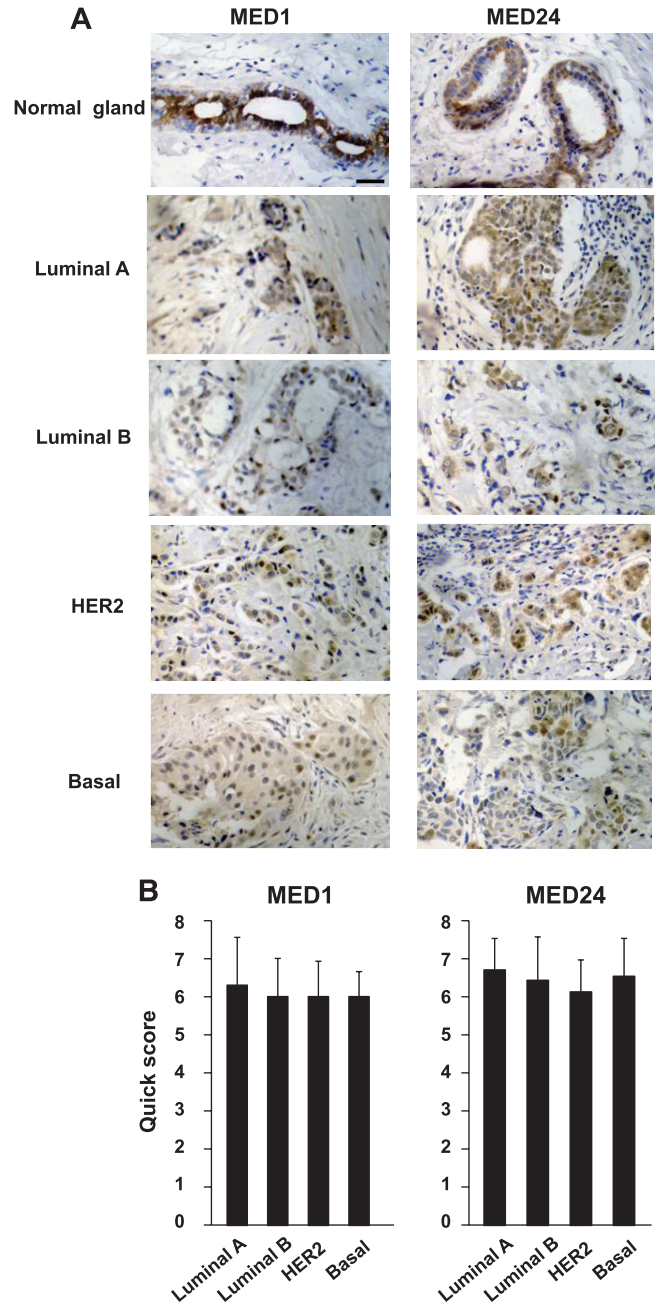 A
MED1 MED24
Normal gland
Luminal A
Luminal B
HER2
Basal
B
MED1
8
7
6
5
4
3
2
1
0
Quick score
Luminal A
Luminal B
HER2
Basal
MED24
8
7
6
5
4
3
2
1
0
Luminal A
Luminal B
HER2
Basal